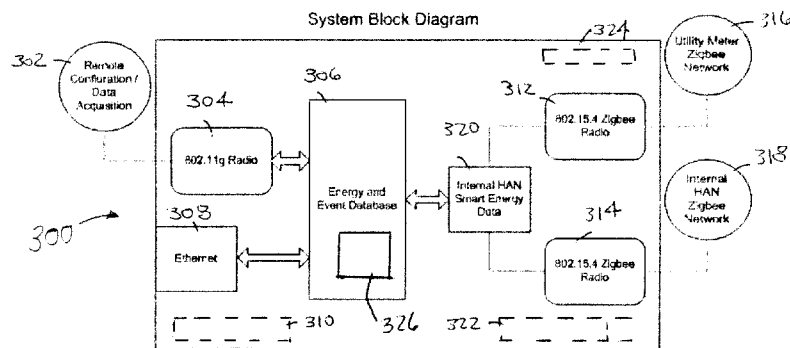 System Block Diagram
324
316
302
Remote
Confiuration /
Data
Acquisition
306
Utility Meter
Zigbee
Network
304
312
802.11g Radio
320
802.15.4 Zigbee
Radio
318
Energy and
Event Database
Internal HAN
Smart Energy
Data
Internal
HAN
Zigbee
Network
300
308
314
Ethernet
802.15.4 Zigbee
Radio
310
326
322